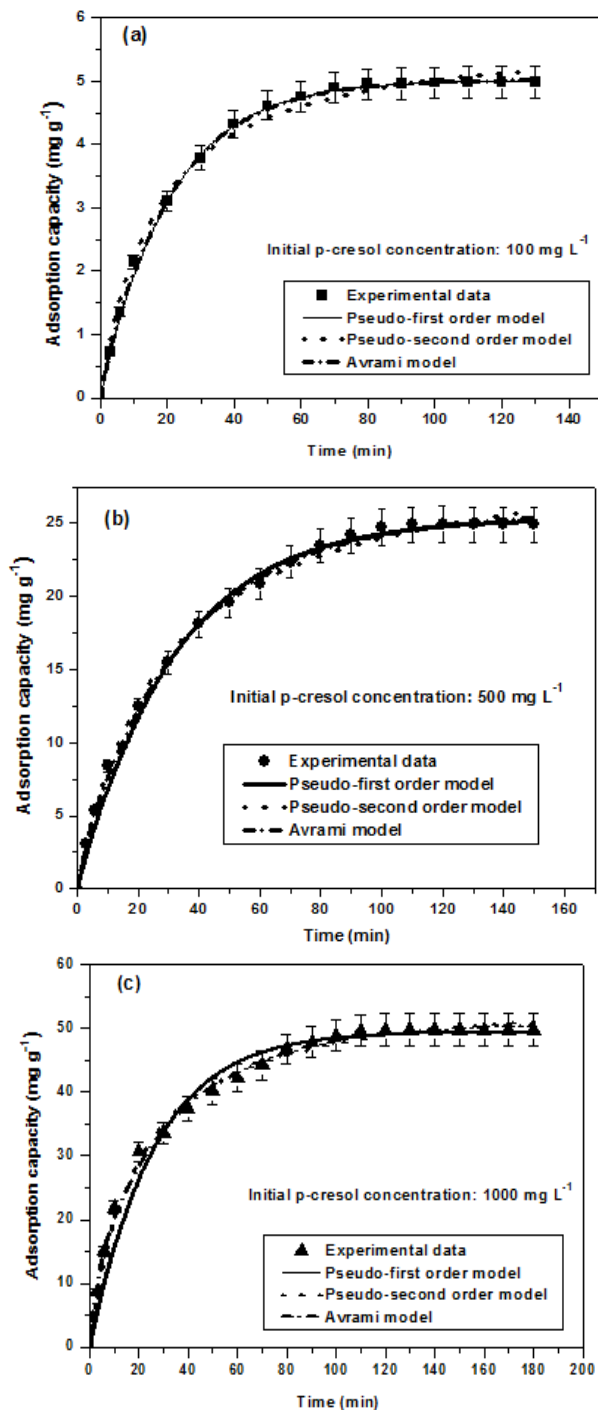 (a)
6
5
4
3
2
1
0
Adsorption capacity (mg g⁻¹)
Initial p-cresol concentration: 100 mg L⁻¹
Experimental data
Pseudo-first order model
Pseudo-second order model
Avrami model
0 20 40 60 80 100 120 140
Time (min)
(b)
25
20
15
10
5
0
Adsorption capacity (mg g⁻¹)
Initial p-cresol concentration: 500 mg L⁻¹
Experimental data
Pseudo-first order model
Pseudo-second order model
Avrami model
0 20 40 60 80 100 120 140 160
Time (min)
(c)
60
50
40
30
20
10
0
Adsorption capacity (mg g⁻¹)
Initial p-cresol concentration: 1000 mg L⁻¹
Experimental data
Pseudo-first order model
Pseudo-second order model
Avrami model
0 20 40 60 80 100 120 140 160 180 200
Time (min)